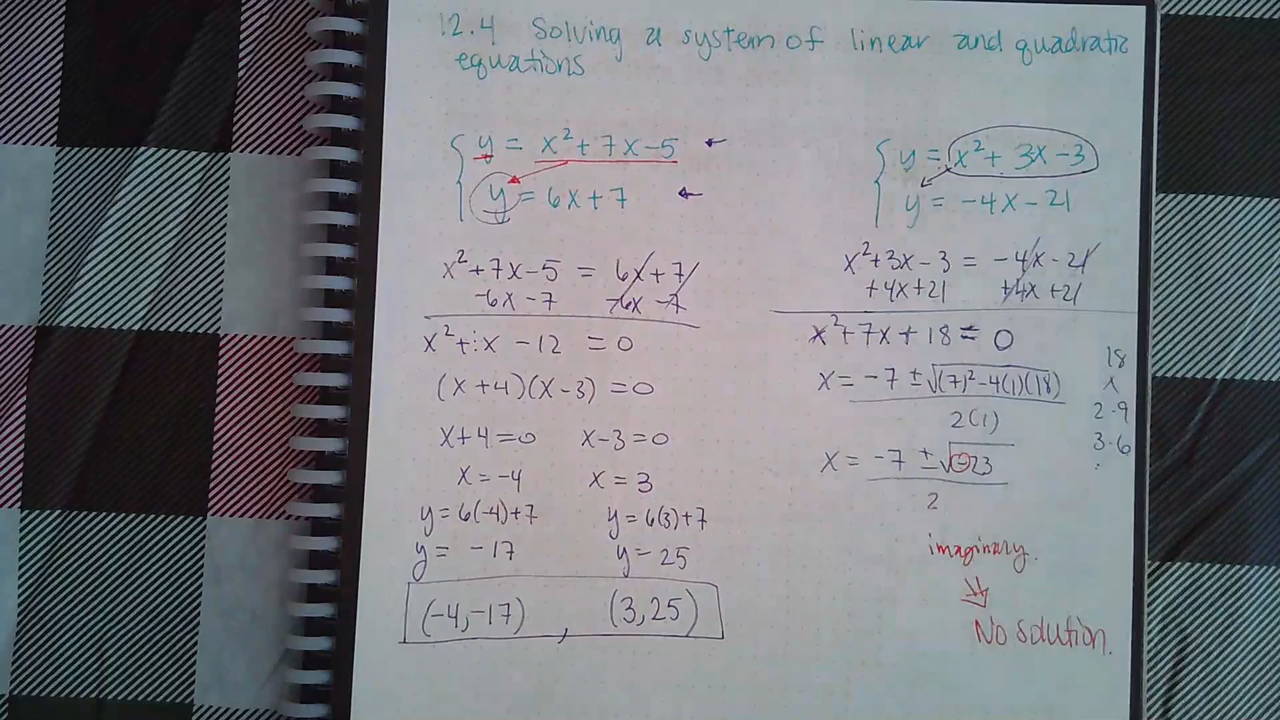 12.4 Solving a system of linear and quadratic
equations
y = x²+ 7x-5
y = 6x+7
x²+7x-5 = 6x+7
-6x-7 -6x-7
x²+:x -12 =0
(x+4)(x-3)=0
x+4=0 x-3=0
x=-4 x=3
y=6(-4)+7 y=6(3)+7
y= -17 y=25
(-4,-17) , (3,25)
y= x²+ 3x-3
y= -4x-21
x²+3x-3 = -4x-21
+4x+21 +4x+21
x²+7x+18=0
x= -7 ±√(7)²-4(1)(18)
2(1)
x= -7 ±√-23
2
imaginary.
No solution.
18
2·9
3·6